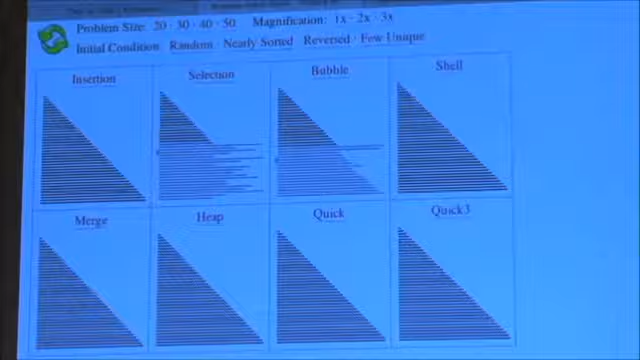 Problem Size: 20 · 30 · 40 · 50 Magnification: 1x · 2x · 3x
Initial Condition: Random · Nearly Sorted · Reversed · Few Unique
Insertion Selection Bubble Shell
Merge Heap Quick Quick3